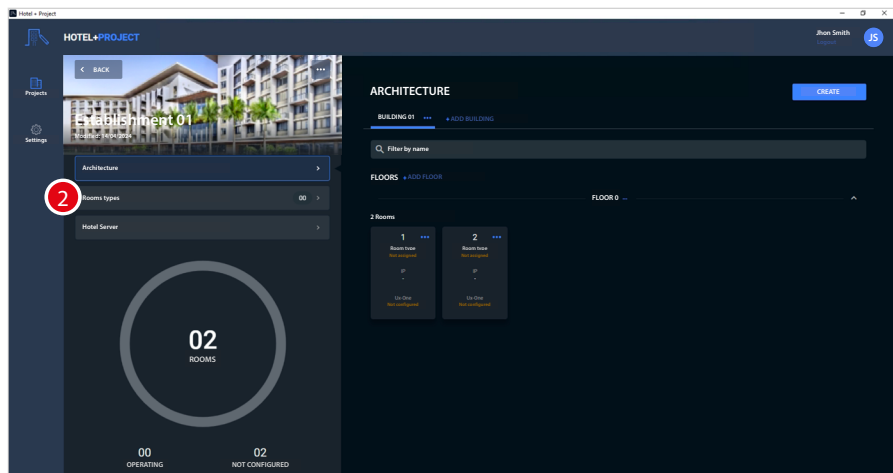 Hotel + Project
HOTEL+PROJECT
Jhon Smith
Logout
JS
Projects
Settings
BACK
Establishment 01
Modified: 14/04/2024
Architecture
2
Rooms types 00
Hotel Server
02
ROOMS
00
OPERATING
02
NOT CONFIGURED
ARCHITECTURE
CREATE
BUILDING 01 ••• + ADD BUILDING
Filter by name
FLOORS + ADD FLOOR
FLOOR 0 ...
2 Rooms
1 •••
Room type
Not assigned
IP
-
Ux One
Not configured
2 •••
Room type
Not assigned
IP
-
Ux One
Not configured